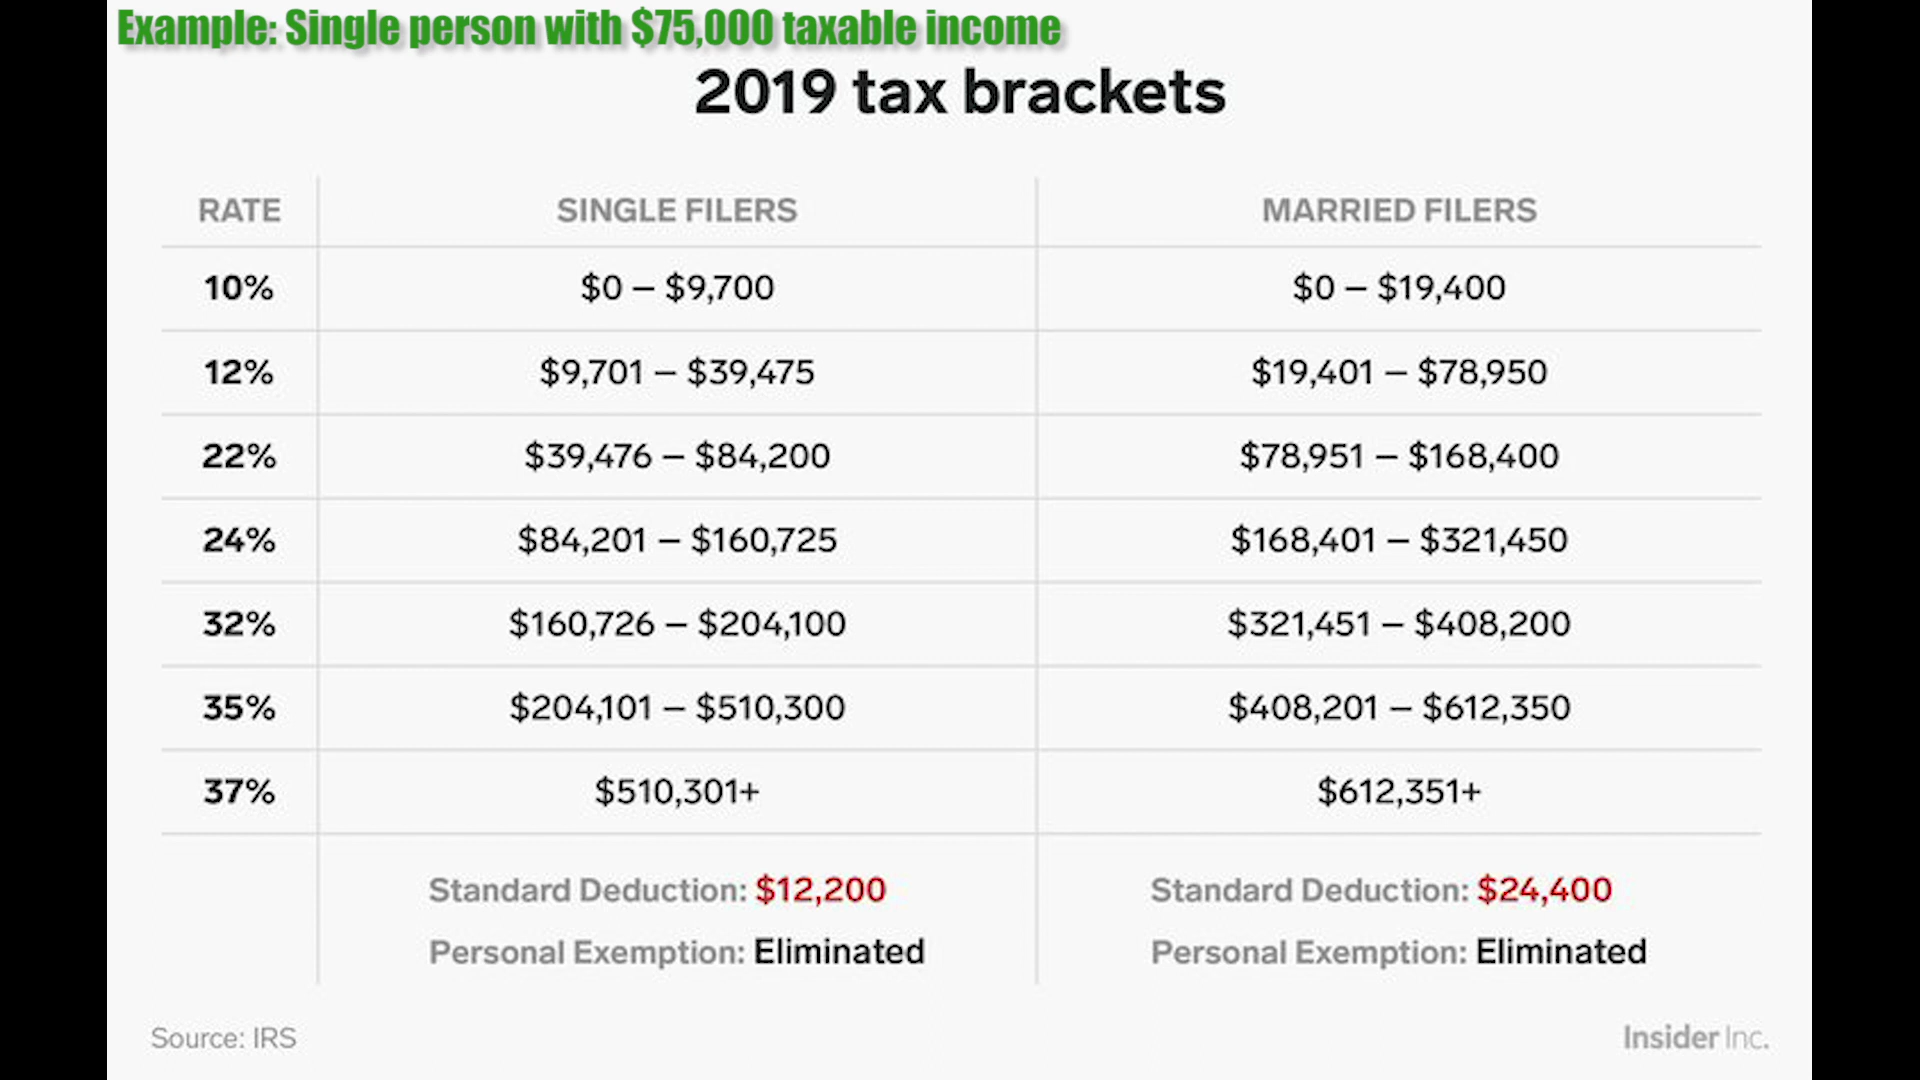 Example: Single person with $75,000 taxable income
2019 tax brackets
RATE SINGLE FILERS MARRIED FILERS
10% $0 – $9,700 $0 – $19,400
12% $9,701 – $39,475 $19,401 – $78,950
22% $39,476 – $84,200 $78,951 – $168,400
24% $84,201 – $160,725 $168,401 – $321,450
32% $160,726 – $204,100 $321,451 – $408,200
35% $204,101 – $510,300 $408,201 – $612,350
37% $510,301+ $612,351+
Standard Deduction: $12,200 Standard Deduction: $24,400
Personal Exemption: Eliminated Personal Exemption: Eliminated
Source: IRS Insider Inc.